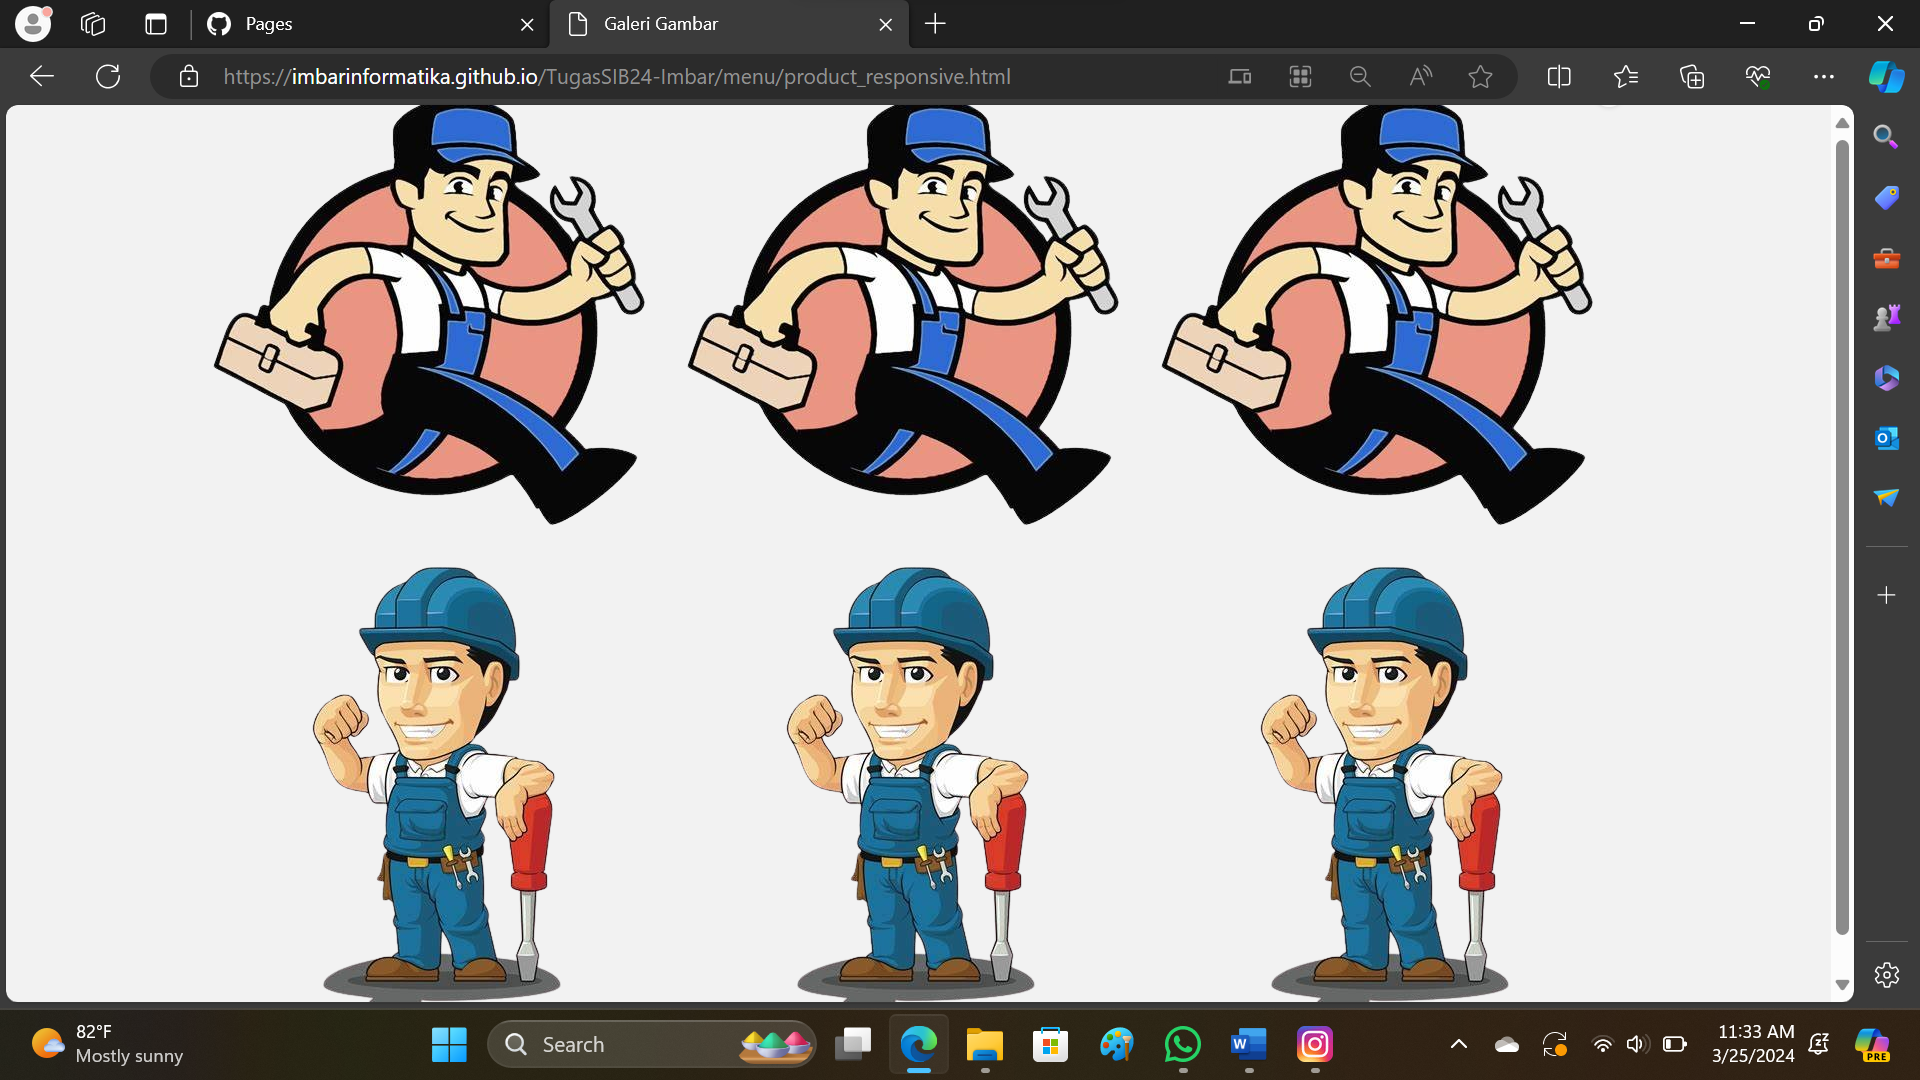 Pages
Galeri Gambar
https://imbarinformatika.github.io/TugasSIB24-Imbar/menu/product_responsive.html
82°F
Mostly sunny
Search
11:33 AM
3/25/2024
PRE